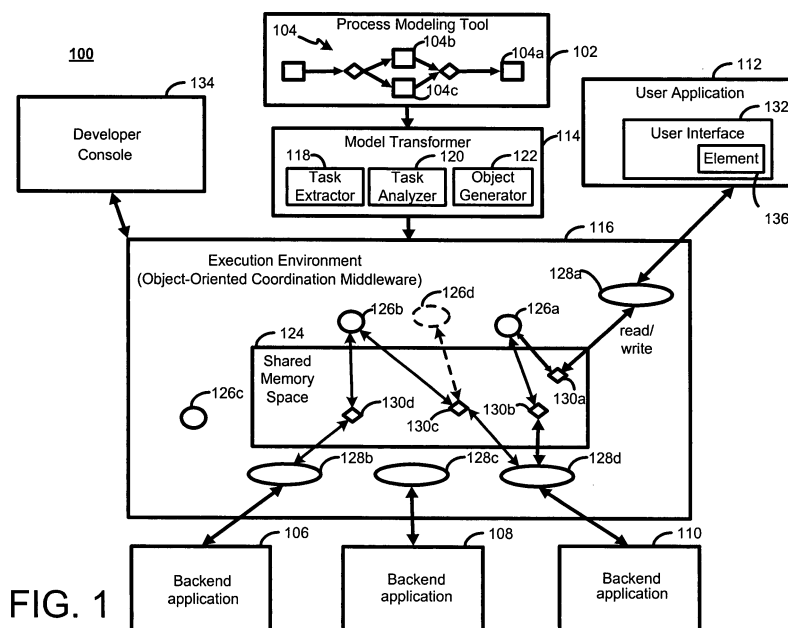 Process Modeling Tool
104
104b
104a
104c
102
100
134
Developer
Console
112
User Application
132
User Interface
Element
136
Model Transformer
114
118
120
122
Task
Extractor
Task
Analyzer
Object
Generator
116
Execution Environment
(Object-Oriented Coordination Middleware)
128a
126d
126b
126a
read/
write
124
Shared
Memory
Space
130a
126c
130d
130c
130b
128b
128c
128d
106
108
110
Backend
application
Backend
application
Backend
application
FIG. 1